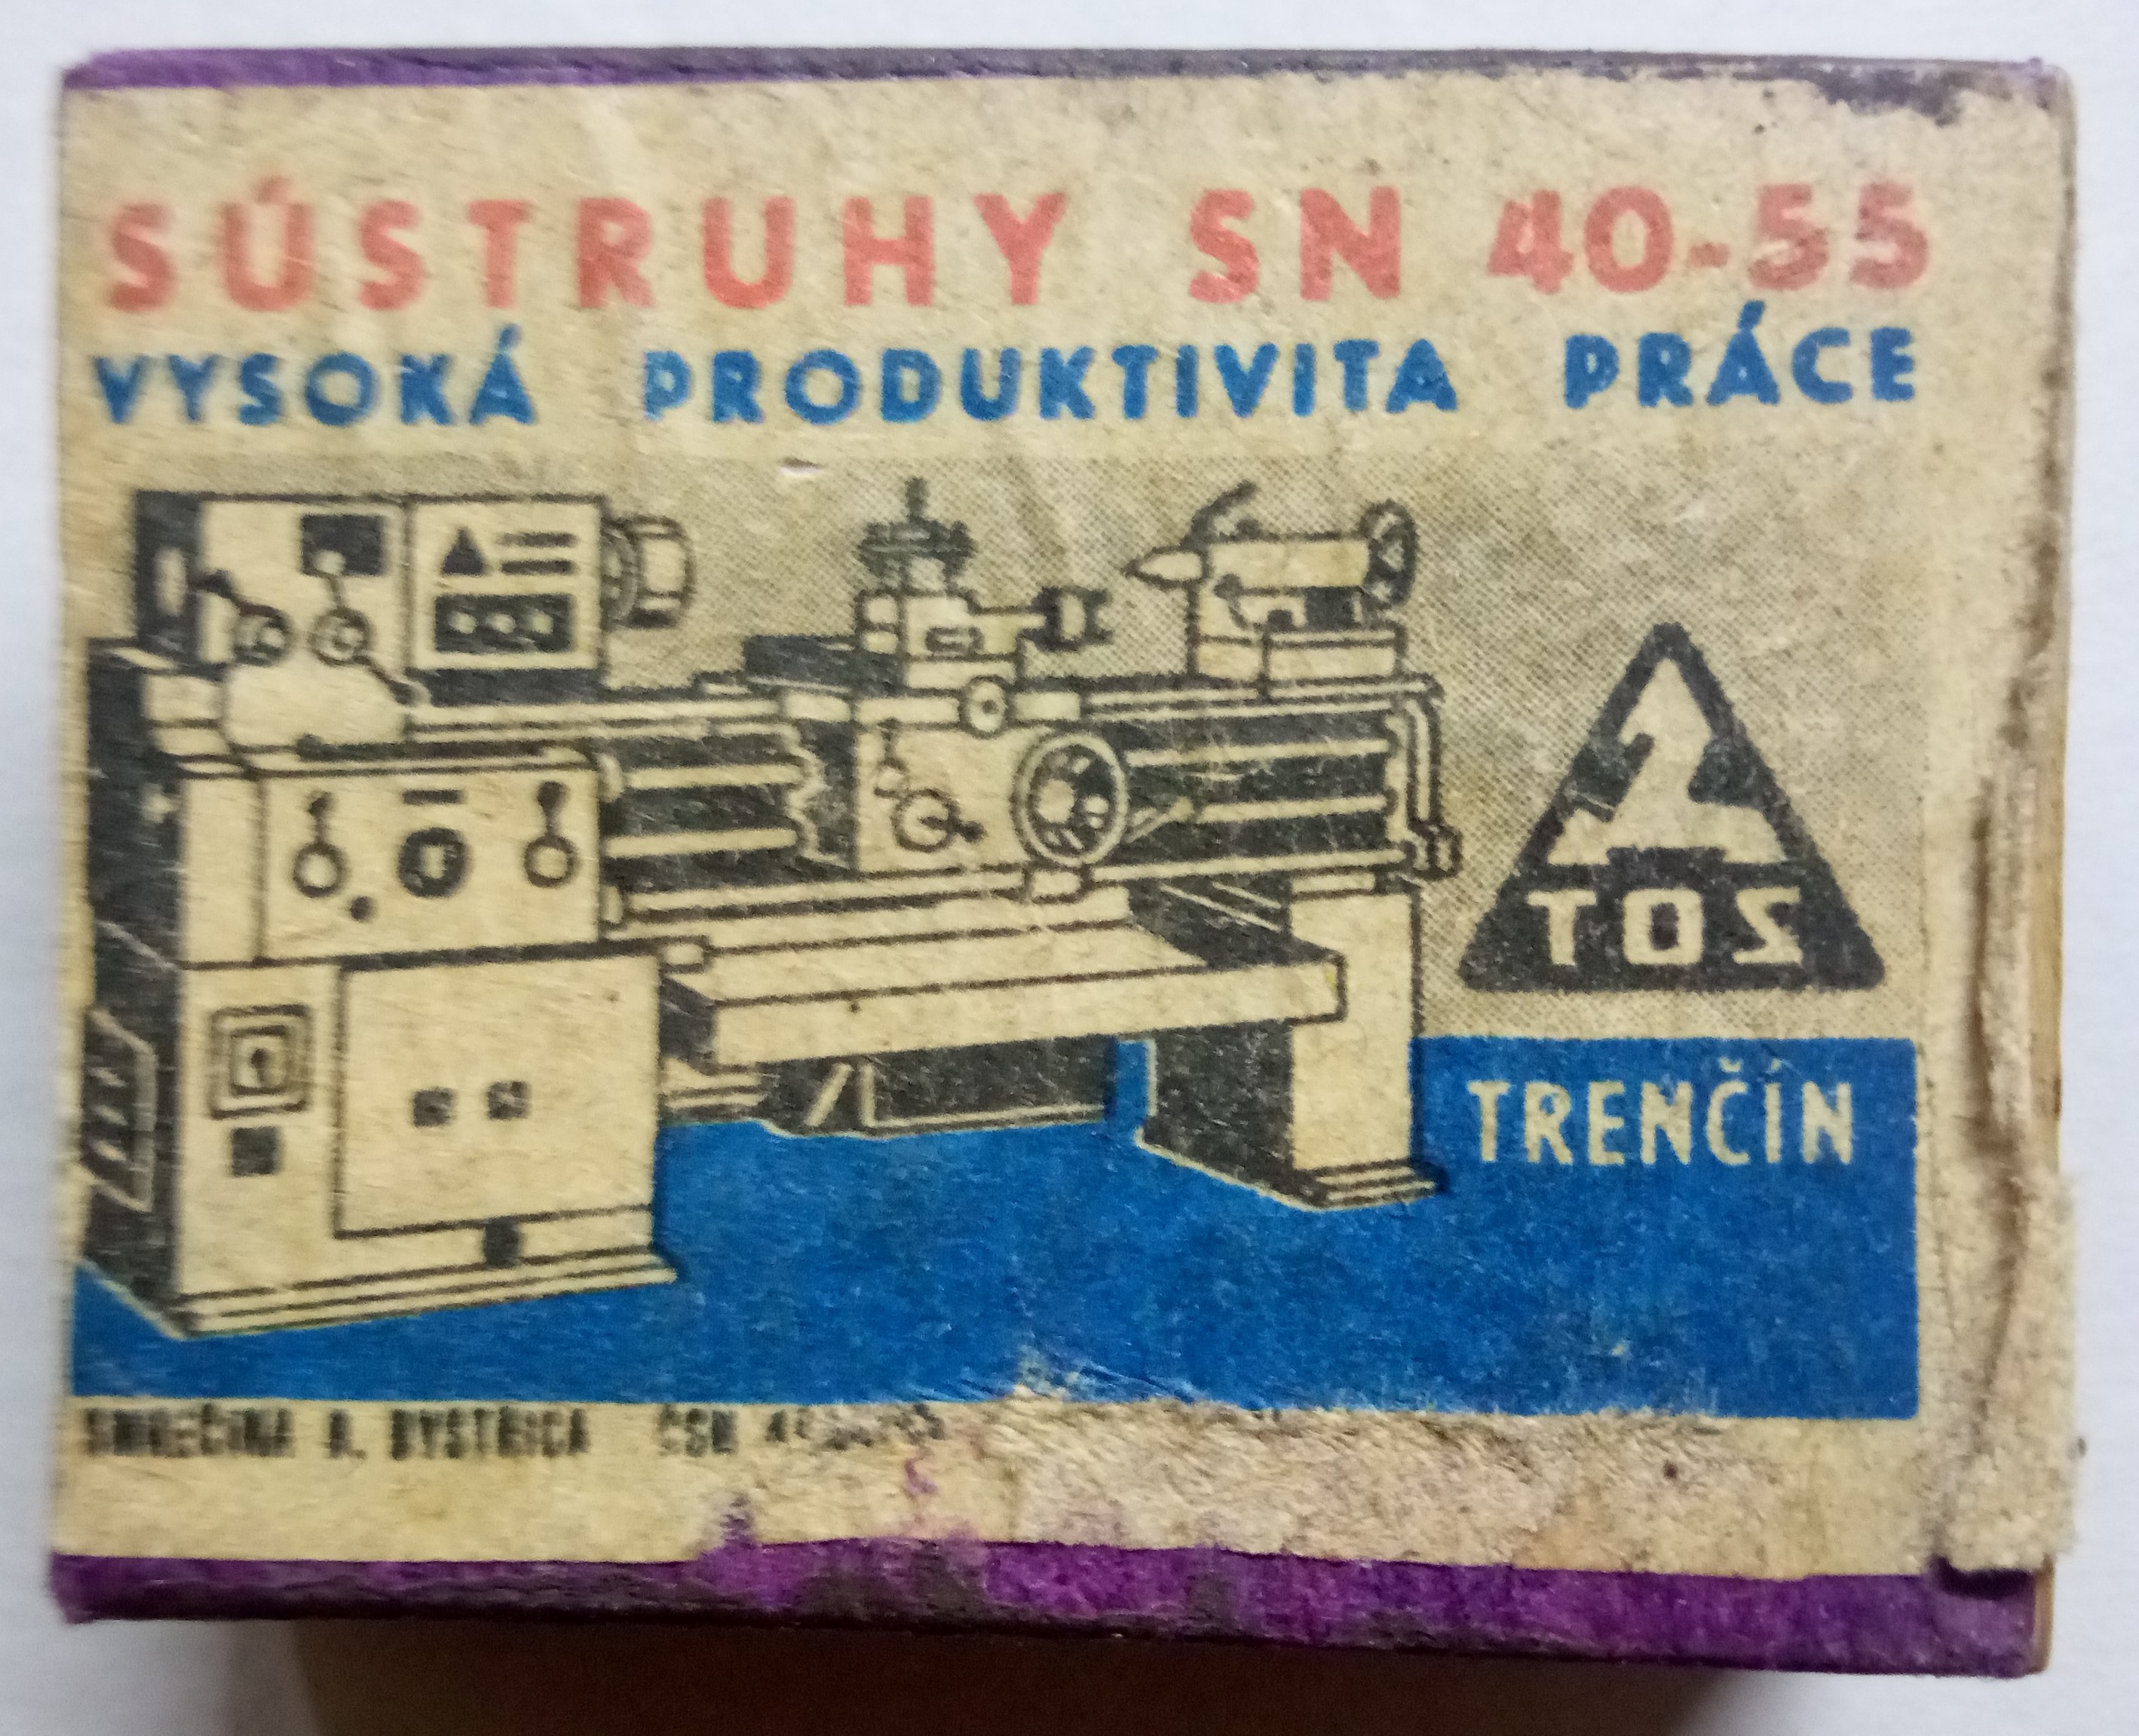 SÚSTRUHY SN 40-55
VYSOKÁ PRODUKTIVITA PRÁCE
TOS
TRENČÍN
SMREČINA B. BYSTRICA ČSN